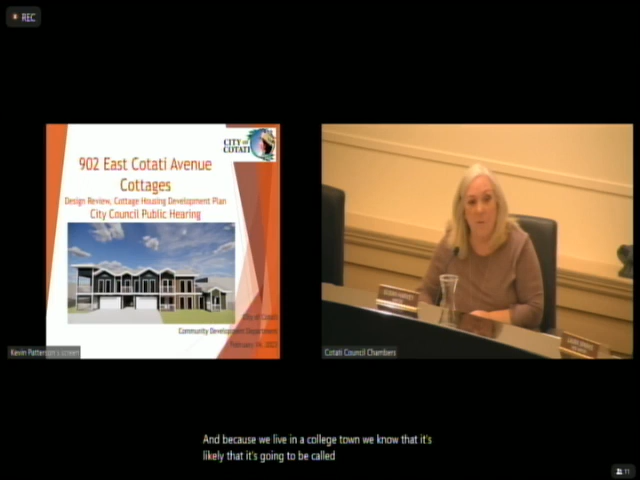 REC
CITY of
COTATI
902 East Cotati Avenue
Cottages
Design Review, Cottage Housing Development Plan
City Council Public Hearing
City of Cotati
Community Development Department
Kevin Patterson's screen
Cotati Council Chambers
And because we live in a college town we know that it's
likely that it's going to be called
11